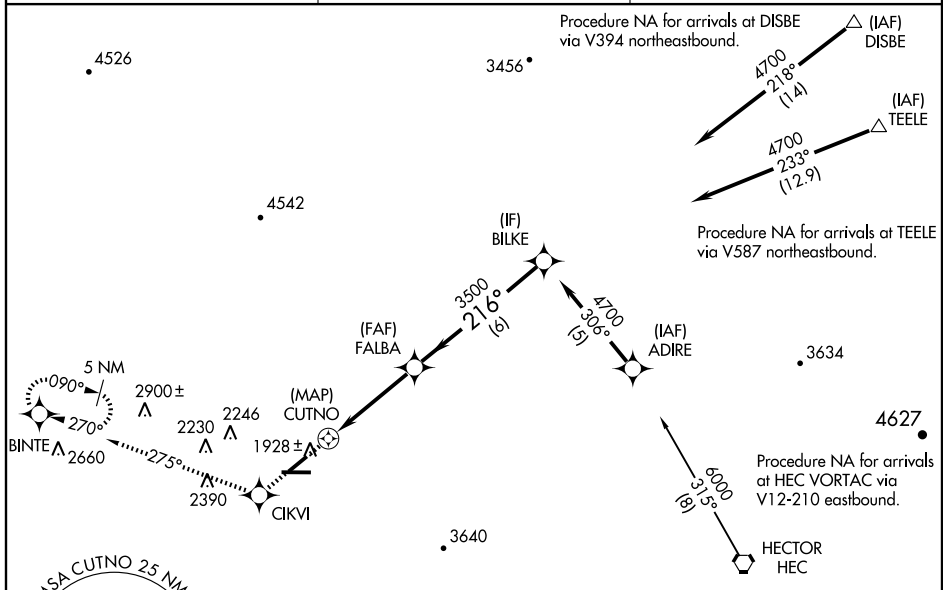 Procedure NA for arrivals at DISBE
via V394 northeastbound.
(IAF)
DISBE
4526
3456
4700
218°
(14)
(IAF)
TEELE
4700
233°
(12.9)
4542
(IF)
BILKE
Procedure NA for arrivals at TEELE
via V587 northeastbound.
3500
216°
(6)
4700
306°
(5)
(FAF)
FALBA
(IAF)
ADIRE
3634
5 NM
090°
2900±
(MAP)
CUTNO
270°
2230
2246
1928±
4627
BINTE
2660
275°
2390
CIKVI
Procedure NA for arrivals
at HEC VORTAC via
V12-210 eastbound.
6000
315°
(8)
3640
HECTOR
HEC
MSA CUTNO 25 NM